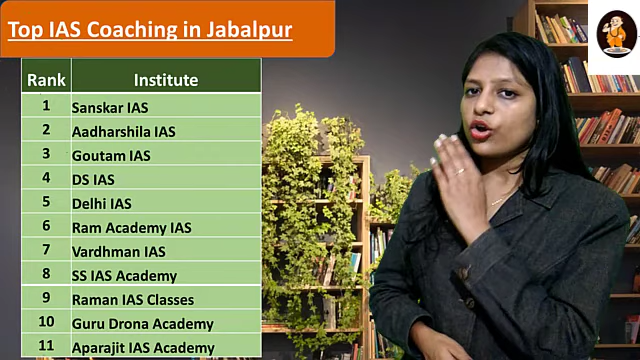 Top IAS Coaching in Jabalpur
Rank Institute
1 Sanskar IAS
2 Aadharshila IAS
3 Goutam IAS
4 DS IAS
5 Delhi IAS
6 Ram Academy IAS
7 Vardhman IAS
8 SS IAS Academy
9 Raman IAS Classes
10 Guru Drona Academy
11 Aparajit IAS Academy